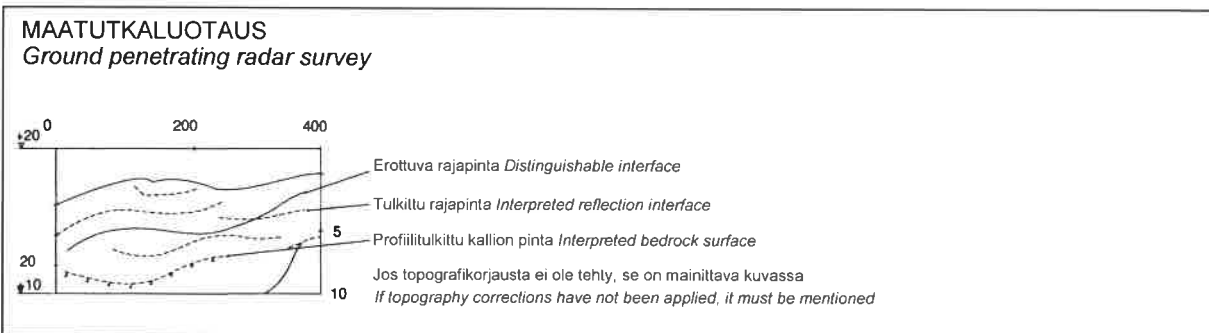 MAATUTKALUOTAUS
Ground penetrating radar survey
0 200 400
+20
Erottuva rajapinta Distinguishable interface
Tulkittu rajapinta Interpreted reflection interface
5
Profiilitulkittu kallion pinta Interpreted bedrock surface
20
Jos topografikorjausta ei ole tehty, se on mainittava kuvassa
+10 10
If topography corrections have not been applied, it must be mentioned